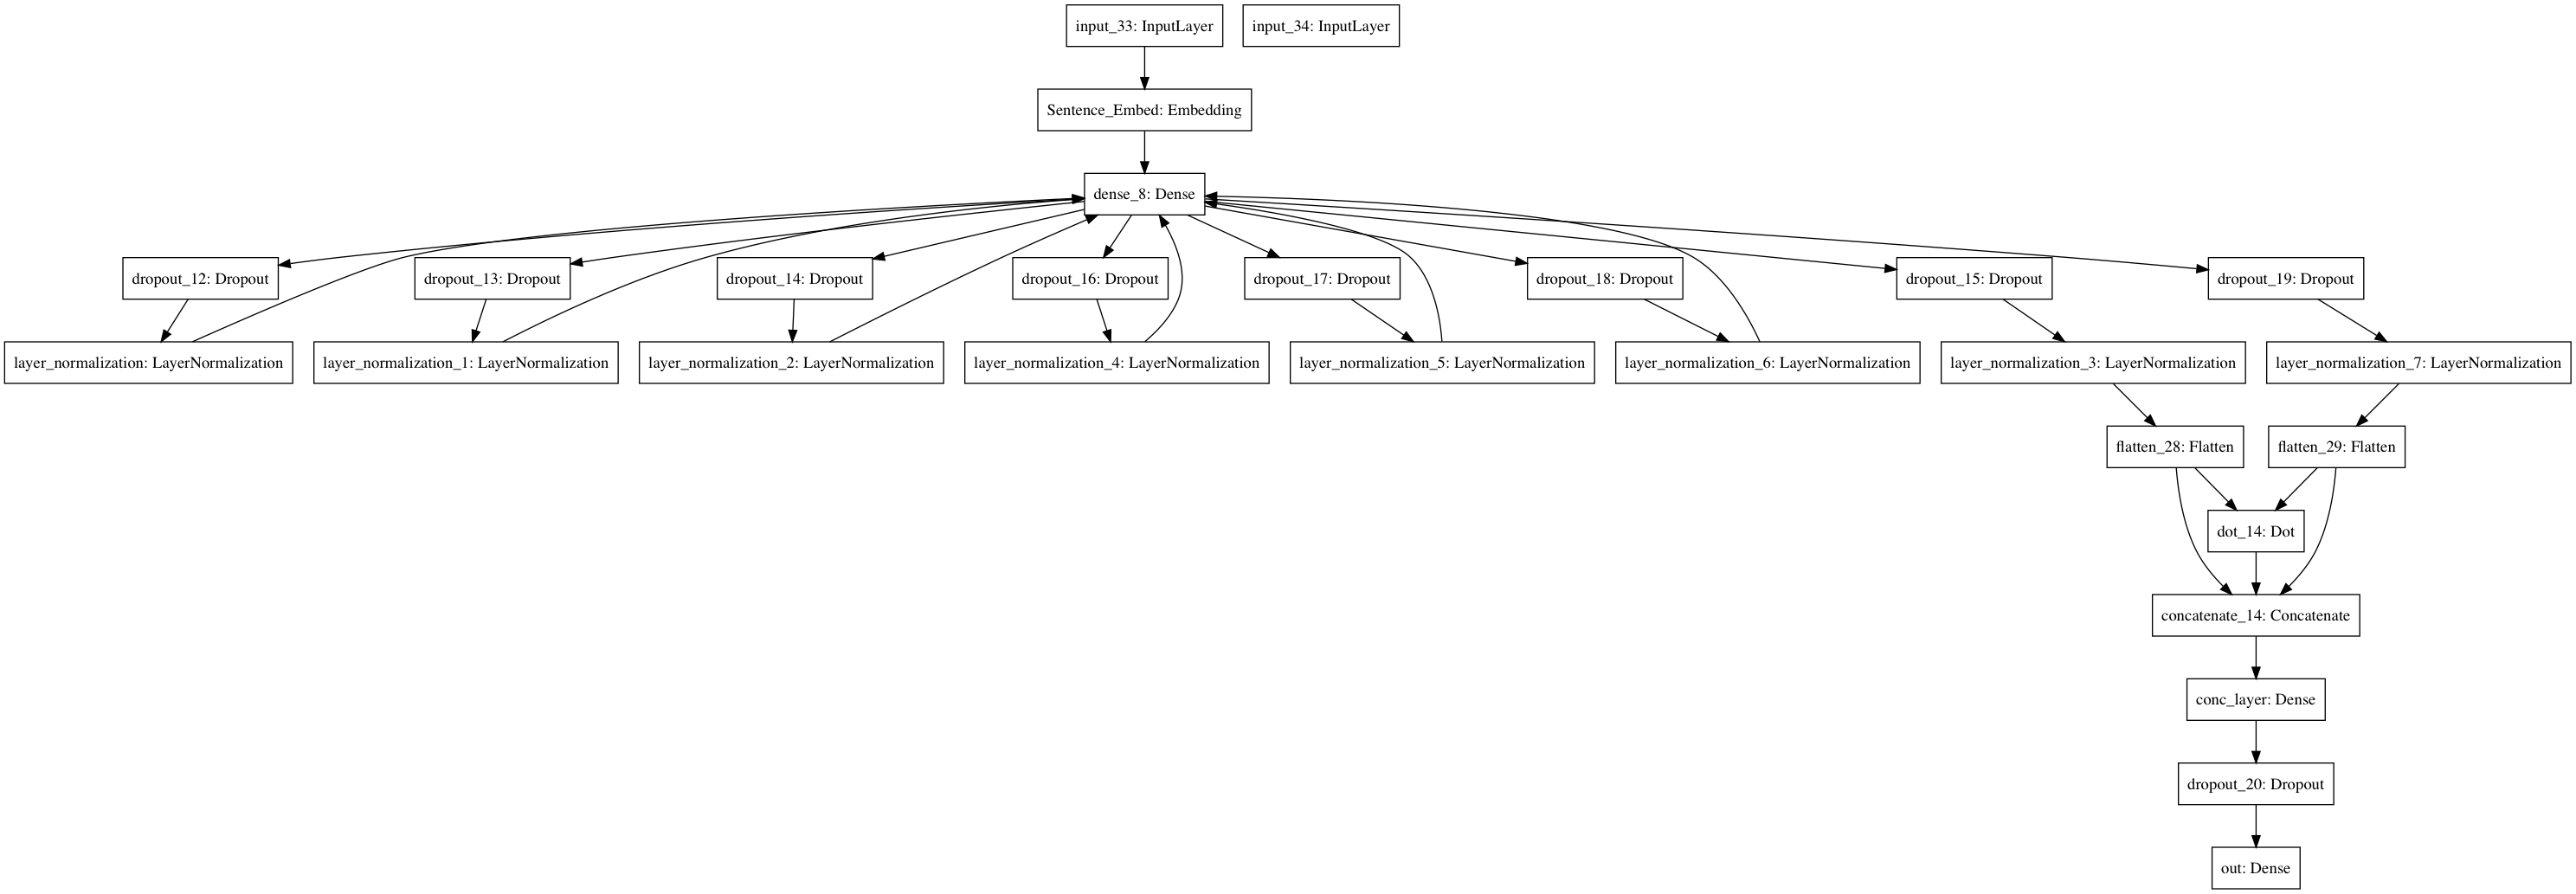 input_33: InputLayer
input_34: InputLayer
Sentence_Embed: Embedding
dense_8: Dense
dropout_12: Dropout
dropout_13: Dropout
dropout_14: Dropout
dropout_16: Dropout
dropout_17: Dropout
dropout_18: Dropout
dropout_15: Dropout
dropout_19: Dropout
layer_normalization: LayerNormalization
layer_normalization_1: LayerNormalization
layer_normalization_2: LayerNormalization
layer_normalization_4: LayerNormalization
layer_normalization_5: LayerNormalization
layer_normalization_6: LayerNormalization
layer_normalization_3: LayerNormalization
layer_normalization_7: LayerNormalization
flatten_28: Flatten
flatten_29: Flatten
dot_14: Dot
concatenate_14: Concatenate
conc_layer: Dense
dropout_20: Dropout
out: Dense